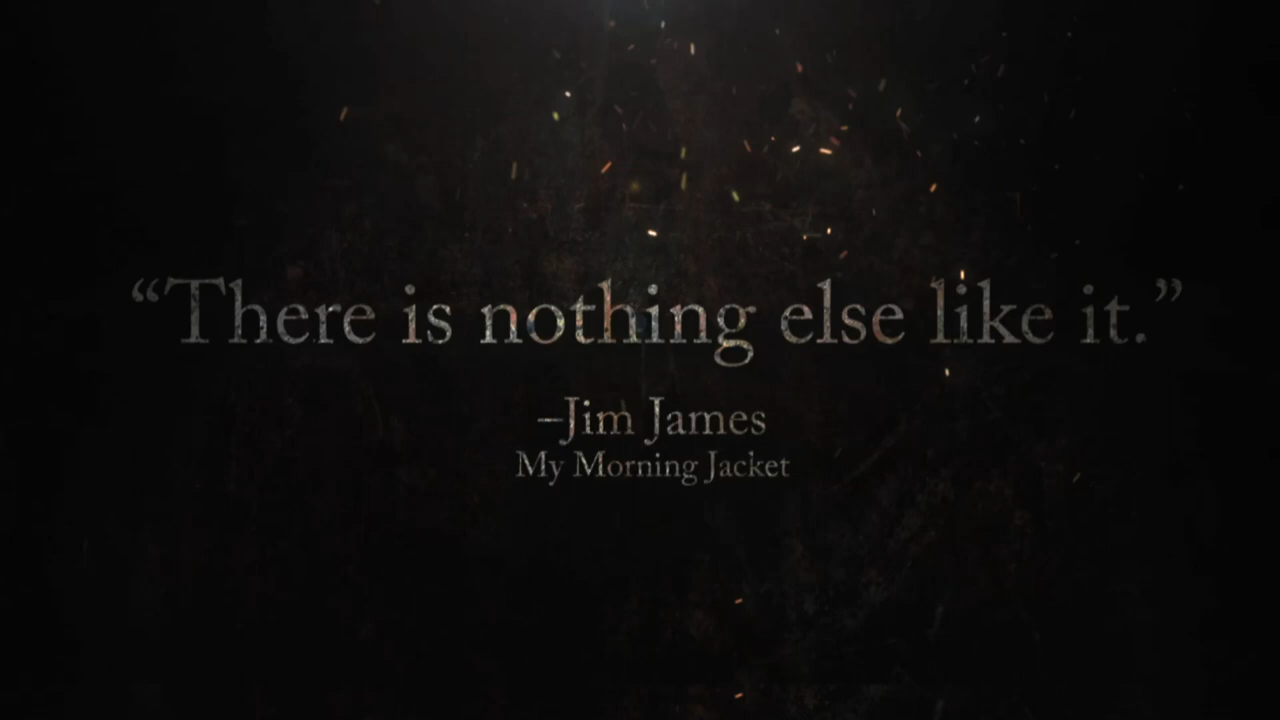 “There is nothing else like it.”
–Jim James
My Morning Jacket